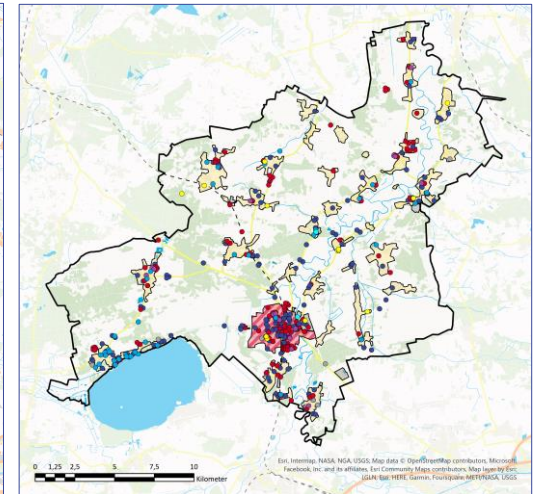 0 1,25 2,5 5 7,5 10
Kilometer
Esri, Intermap, NASA, NGA, USGS; Map data © OpenStreetMap contributors, Microsoft,
Facebook, Inc. and its affiliates, Esri Community Maps contributors, Map layer by Esri
LGLN, Esri, HERE, Garmin, Foursquare, METI/NASA, USGS